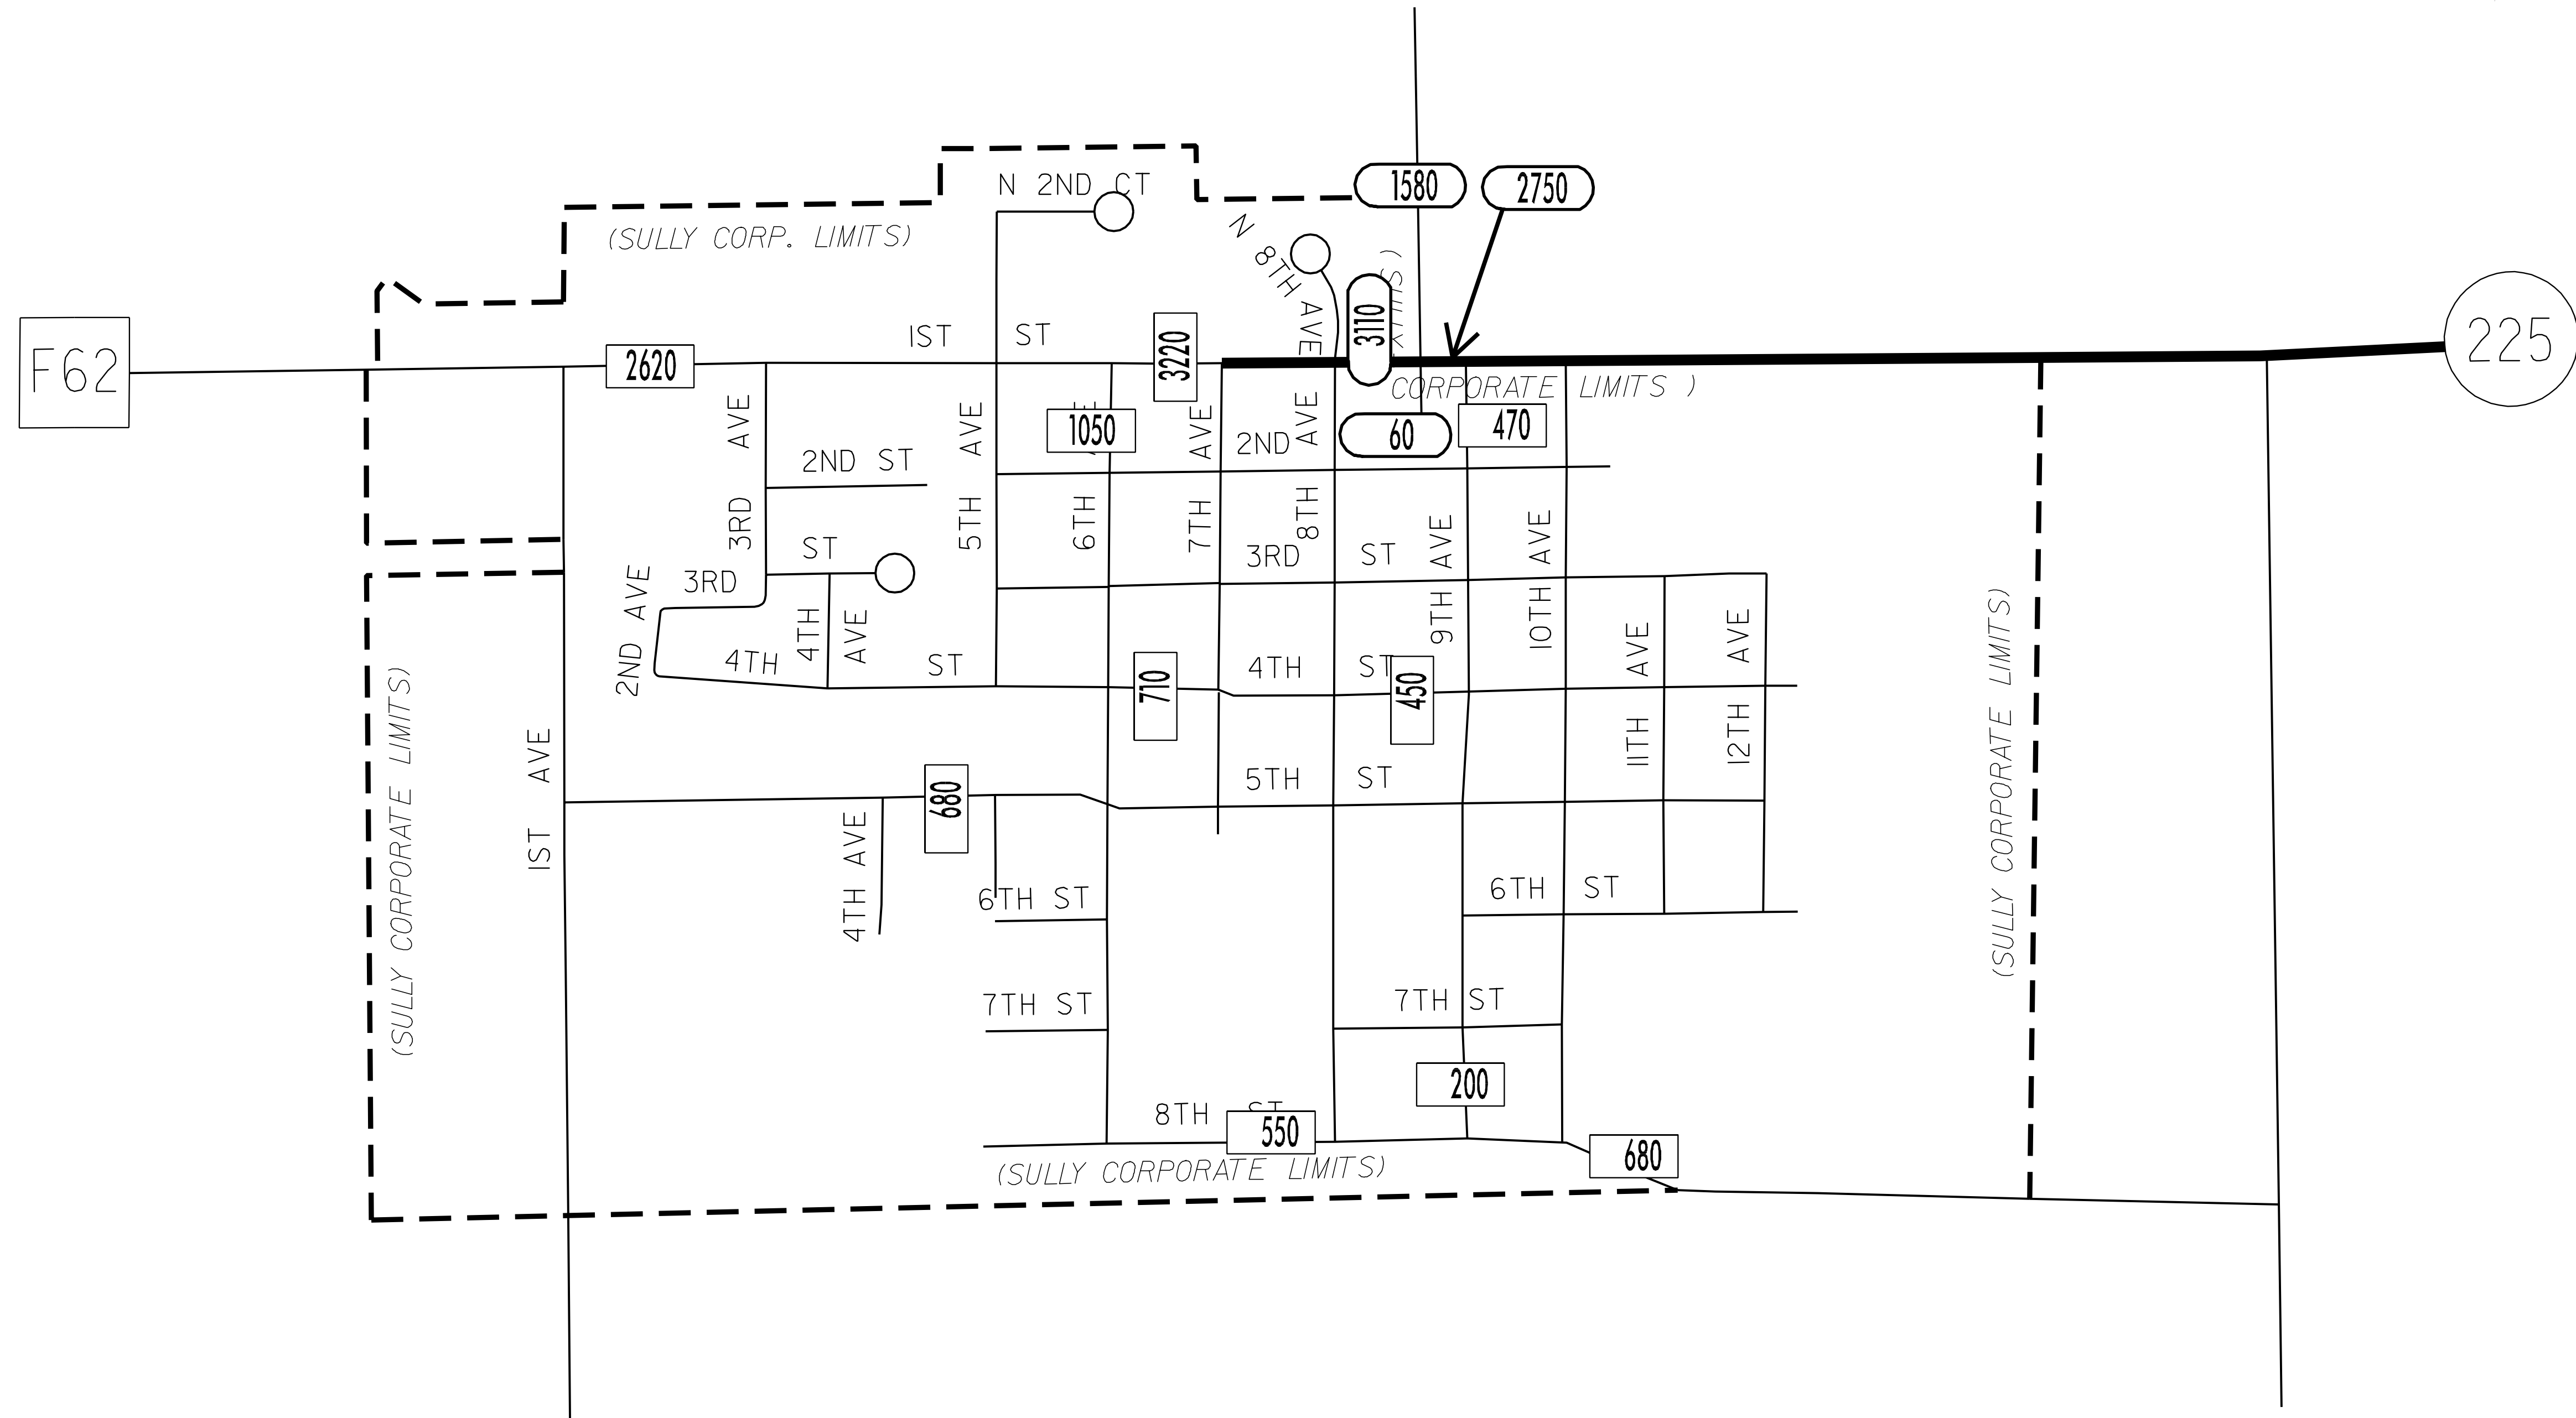 N 2ND CT
1580
2750
(SULLY CORP. LIMITS)
N 8TH AVE
(SULLY
CORPORATE LIMITS )
F62
225
2620
IST ST
3220
3110
1050
60
470
3RD AVE
5TH AVE
6TH
7TH AVE
8TH AVE
2ND
2ND ST
3RD ST
3RD ST
2ND AVE
4TH AVE
9TH AVE
10TH AVE
11TH AVE
12TH AVE
4TH ST
4TH ST
710
450
IST AVE
680
5TH ST
4TH AVE
6TH ST
6TH ST
7TH ST
7TH ST
200
8TH
550
680
(SULLY CORPORATE LIMITS)
(SULLY CORPORATE LIMITS)
(SULLY CORPORATE LIMITS)